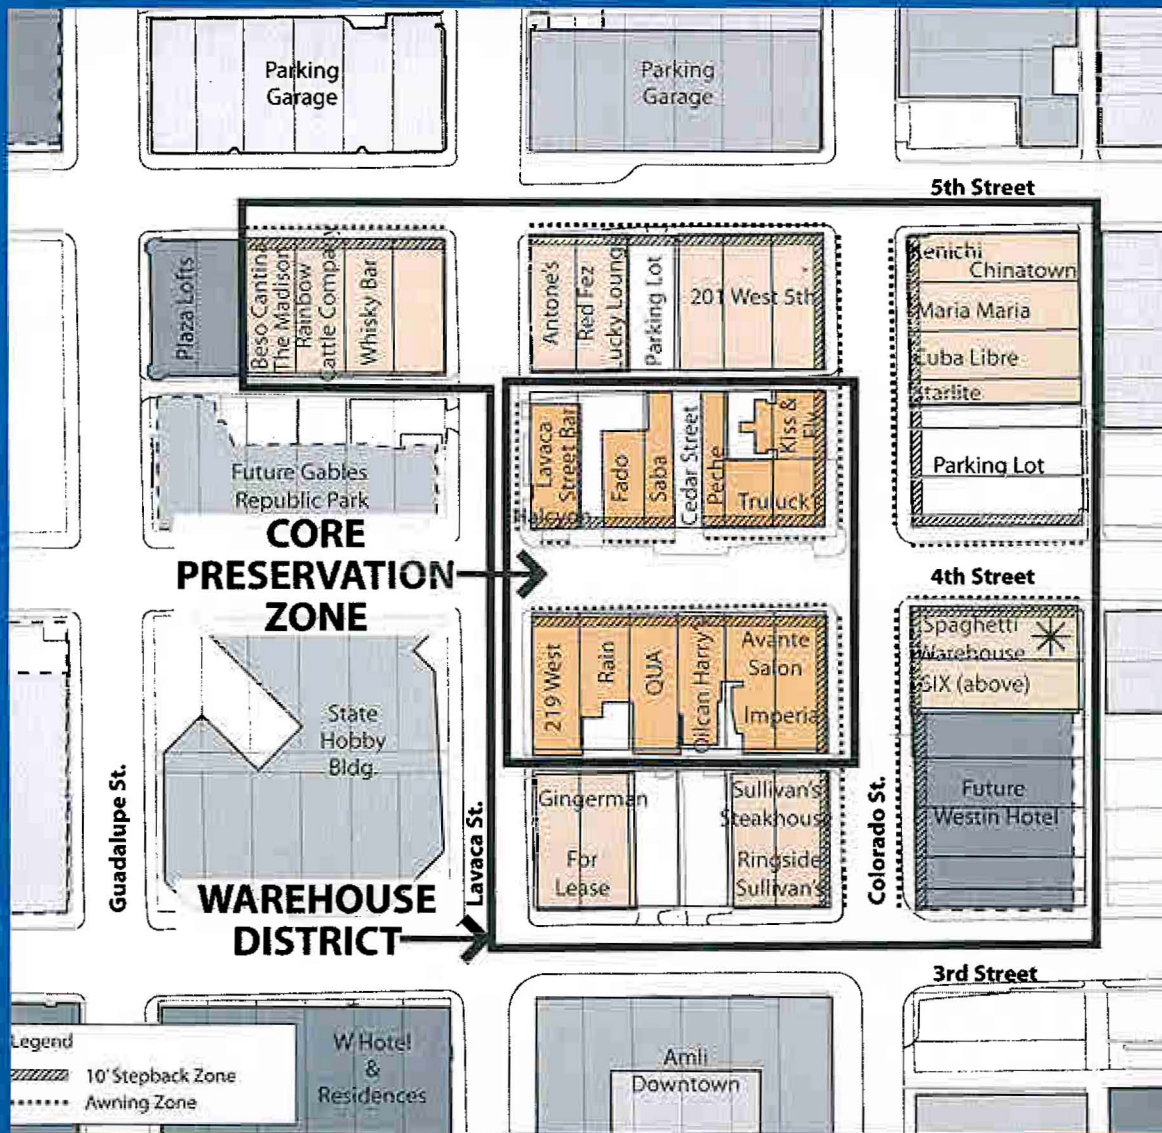 Parking
Garage
Parking
Garage
5th Street
Plaza Lofts
Beso Cantina
The Madison
Rainbow
Cattle Company
Whisky Bar
Antone's
Red Fez
Lucky Loung
Parking Lot
201 West 5th
Kenichi
Chinatown
Maria Maria
Cuba Libre
Starlite
Parking Lot
Future Gables
Republic Park
Lavaca
Street Bar
Halcyon
Fado
Saba
Cedar Street
Peche
Kiss &
Fly
Truluck's
CORE
PRESERVATION
ZONE
4th Street
219 West
Rain
QUA
Oilcan Harry's
Avante
Salon
Imperia
Spaghetti
Warehouse
SIX (above)
State
Hobby
Bldg.
Guadalupe St.
Lavaca St.
Colorado St.
Gingerman
For
Lease
Sullivan's
Steakhouse
Ringside
Sullivan's
Future
Westin Hotel
WAREHOUSE
DISTRICT
3rd Street
Legend
10' Stepback Zone
Awning Zone
W Hotel
&
Residences
Amli
Downtown